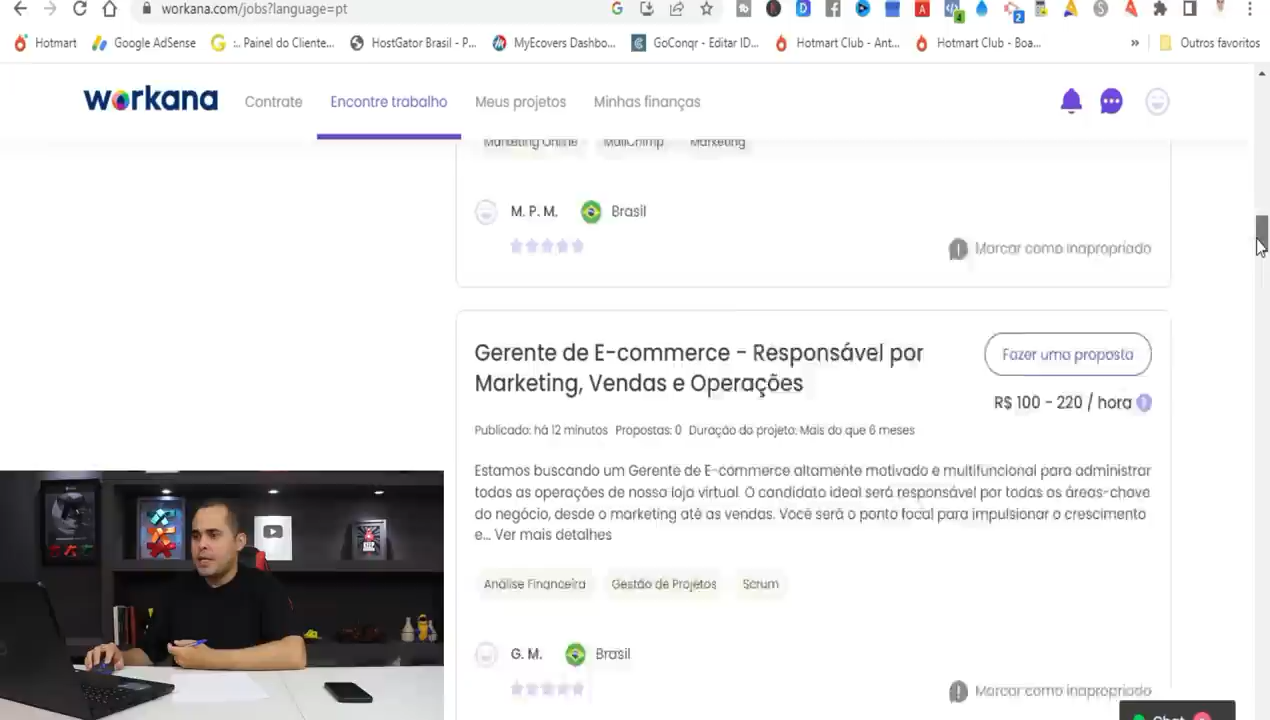 workana.com/jobs?language=pt
Hotmart
Google AdSense
:.. Painel do Cliente...
HostGator Brasil - P...
MyEcovers Dashbo...
GoConqr - Editar ID...
Hotmart Club - Ant...
Hotmart Club - Boa...
»
Outros favoritos
workana
Contrate
Encontre trabalho
Meus projetos
Minhas finanças
Marketing Online
MailChimp
Marketing
M. P. M.
Brasil
Marcar como inapropriado
Gerente de E-commerce - Responsável por
Marketing, Vendas e Operações
Fazer uma proposta
R$ 100 - 220 / hora
Publicado: há 12 minutos Propostas: 0 Duração do projeto: Mais do que 6 meses
Estamos buscando um Gerente de E-commerce altamente motivado e multifuncional para administrar
todas as operações de nossa loja virtual. O candidato ideal será responsável por todas as áreas-chave
do negócio, desde o marketing até as vendas. Você será o ponto focal para impulsionar o crescimento
e... Ver mais detalhes
Análise Financeira
Gestão de Projetos
Scrum
G. M.
Brasil
Marcar como inapropriado
Chat